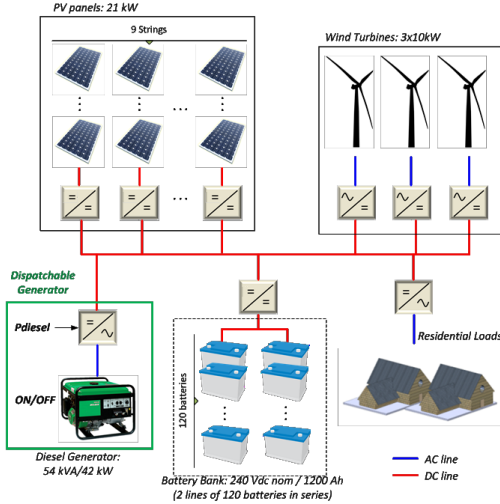 PV panels: 21 kW
9 Strings
Wind Turbines: 3x10kW
Dispatchable
Generator
Pdiesel
ON/OFF
Diesel Generator:
54 kVA/42 kW
120 batteries
Battery Bank: 240 Vdc nom / 1200 Ah
(2 lines of 120 batteries in series)
Residential Loads
AC line
DC line